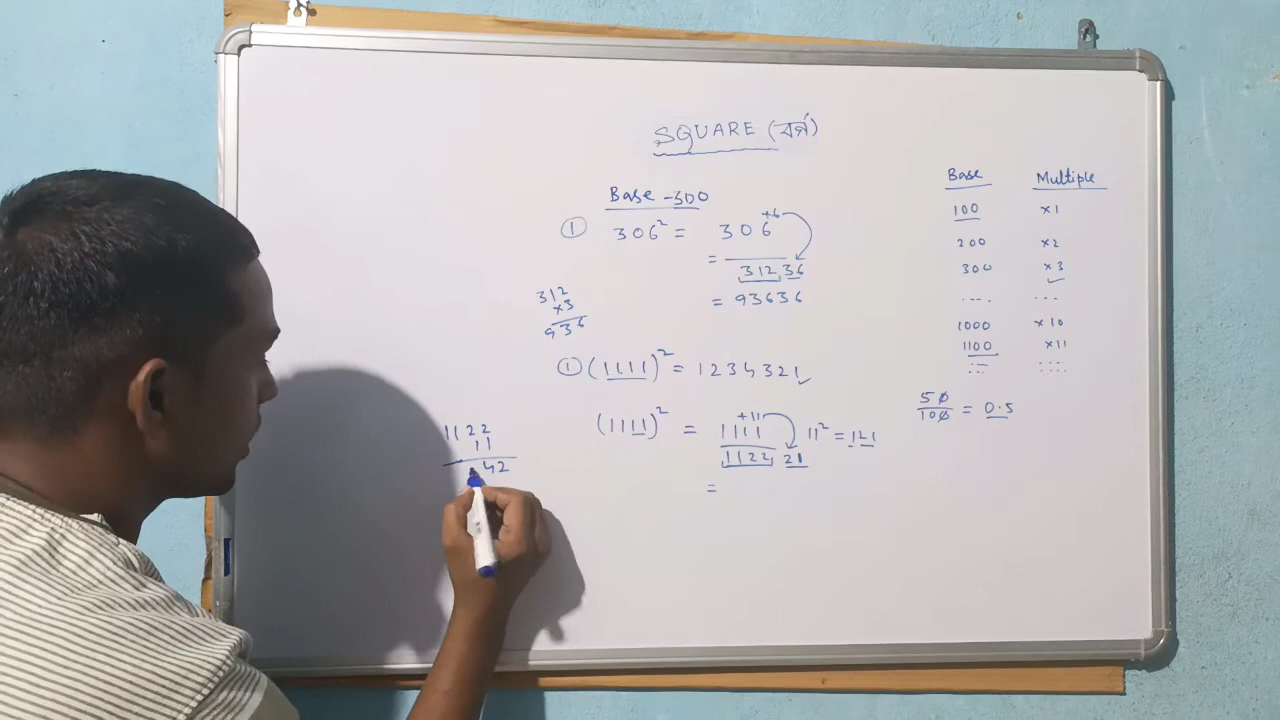 SQUARE (বর্গ)
Base -300
① 306² = 306 +6
= 312 36
= 93636
312
×3
936
① (1111)² = 1234321 ✓
(1111)² = 1111 +11 11² = 121
1122 21
=
1122
11
42
Base Multiple
100 ×1
200 ×2
300 ×3 ✓
.... ...
1000 ×10
1100 ×11
50/100 = 0.5